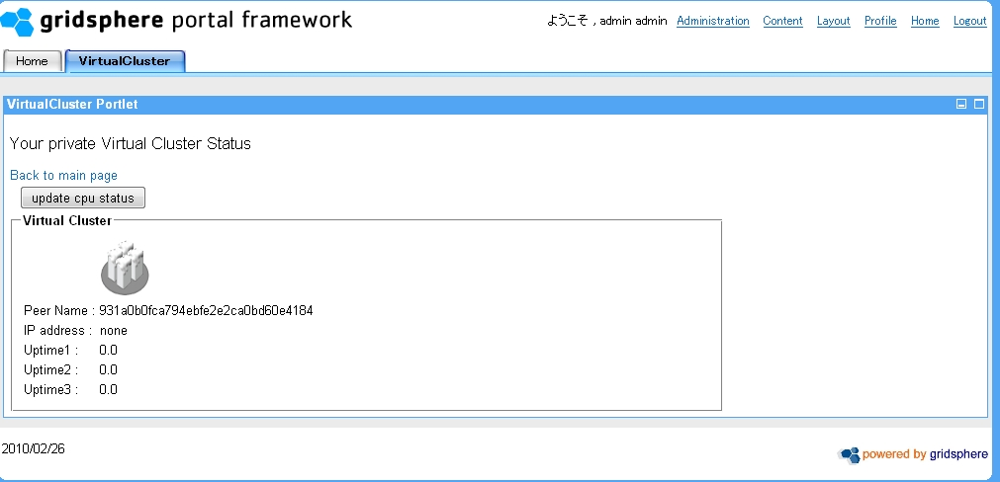 gridsphere portal framework
ようこそ , admin admin Administration Content Layout Profile Home Logout
Home VirtualCluster
VirtualCluster Portlet
Your private Virtual Cluster Status
Back to main page
update cpu status
Virtual Cluster
Peer Name : 931a0b0fca794ebfe2e2ca0bd60e4184
IP address : none
Uptime1 : 0.0
Uptime2 : 0.0
Uptime3 : 0.0
2010/02/26
powered by gridsphere